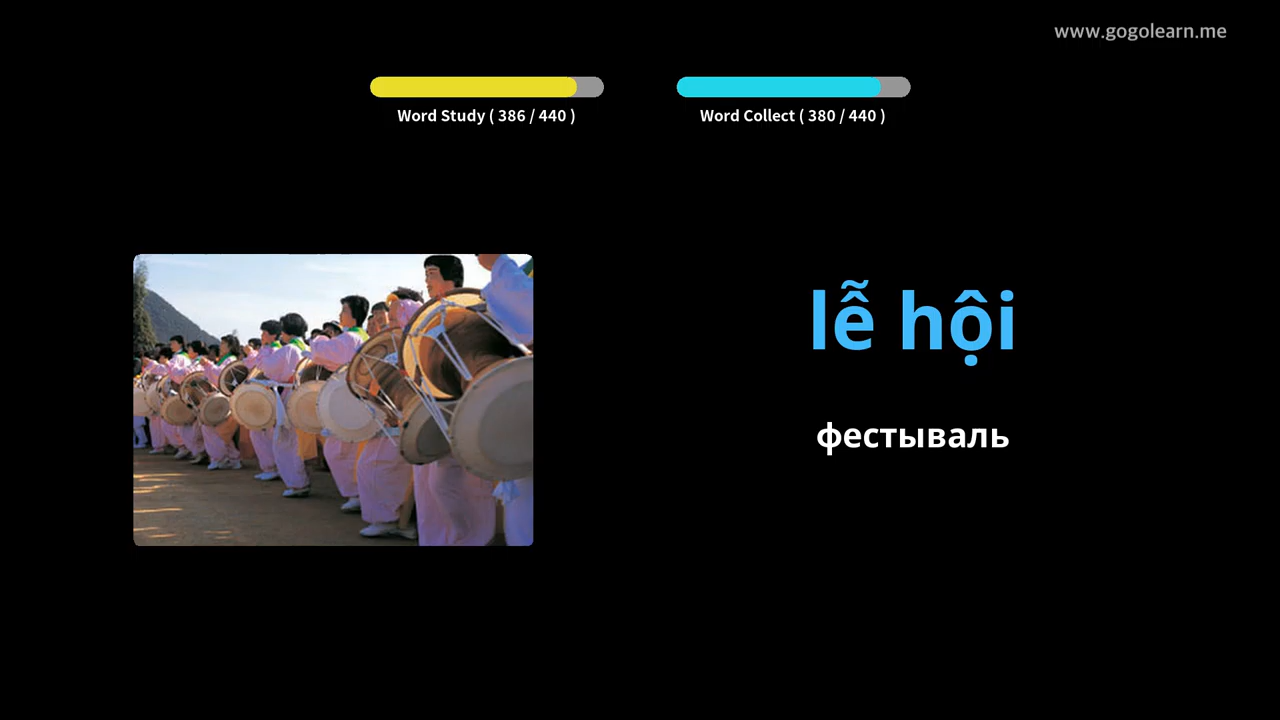 www.gogolearn.me
Word Study ( 386 / 440 )
Word Collect ( 380 / 440 )
lễ hội
фестываль